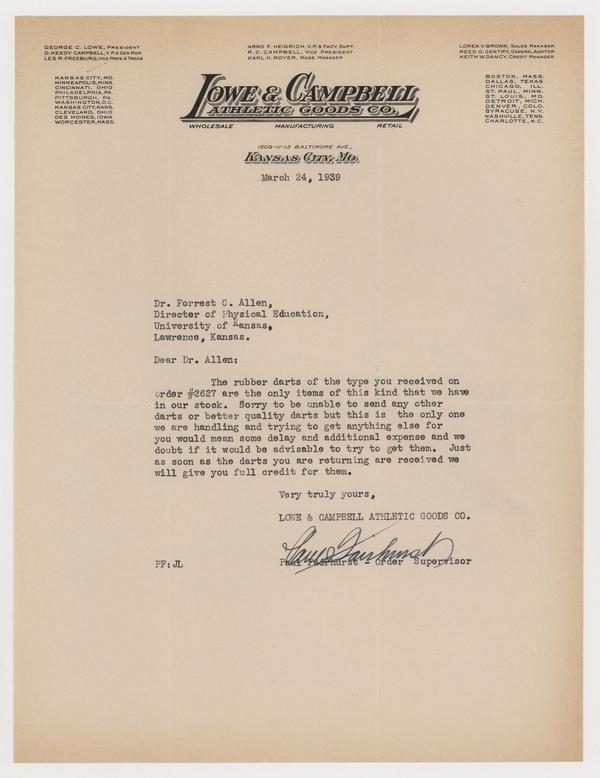 GEORGE C. LOWE, PRESIDENT
D. KEEDY CAMPBELL, V.P. & GEN. MGR.
LES R. FREEBURG, VICE PRES. & TREAS
ARNO F. HEINRICH, V.P. & FACY. SUPT.
R.C. CAMPBELL, VICE PRESIDENT
KARL H. ROYER, MDSE. MANAGER
LOREN V. BROWN, SALES MANAGER
REED G. GENTRY, GENERAL AUDITOR
KEITH W. DANCY, CREDIT MANAGER
KANSAS CITY, MO.
MINNEAPOLIS, MINN.
CINCINNATI, OHIO
PHILADELPHIA, PA.
PITTSBURGH, PA.
WASHINGTON, D.C.
KANSAS CITY, KANS.
CLEVELAND, OHIO
DES MOINES, IOWA
WORCESTER, MASS.
LOWE & CAMPBELL
ATHLETIC GOODS CO.
WHOLESALE MANUFACTURING RETAIL
BOSTON, MASS.
DALLAS, TEXAS
CHICAGO, ILL.
ST. PAUL, MINN.
ST. LOUIS, MO.
DETROIT, MICH.
DENVER, COLO.
SYRACUSE, N.Y.
NASHVILLE, TENN.
CHARLOTTE, N.C.
1509-11-13 BALTIMORE AVE.,
KANSAS CITY, MO.
March 24, 1939
Dr. Forrest C. Allen,
Director of Physical Education,
University of Kansas,
Lawrence, Kansas.
Dear Dr. Allen:
The rubber darts of the type you received on
order #2627 are the only items of this kind that we have
in our stock. Sorry to be unable to send any other
darts or better quality darts but this is the only one
we are handling and trying to get anything else for
you would mean some delay and additional expense and we
doubt if it would be advisable to try to get them. Just
as soon as the darts you are returning are received we
will give you full credit for them.
Very truly yours,
LOWE & CAMPBELL ATHLETIC GOODS CO.
Paul Fairhurst
PF:JL Paul Fairhurst - Order Supervisor